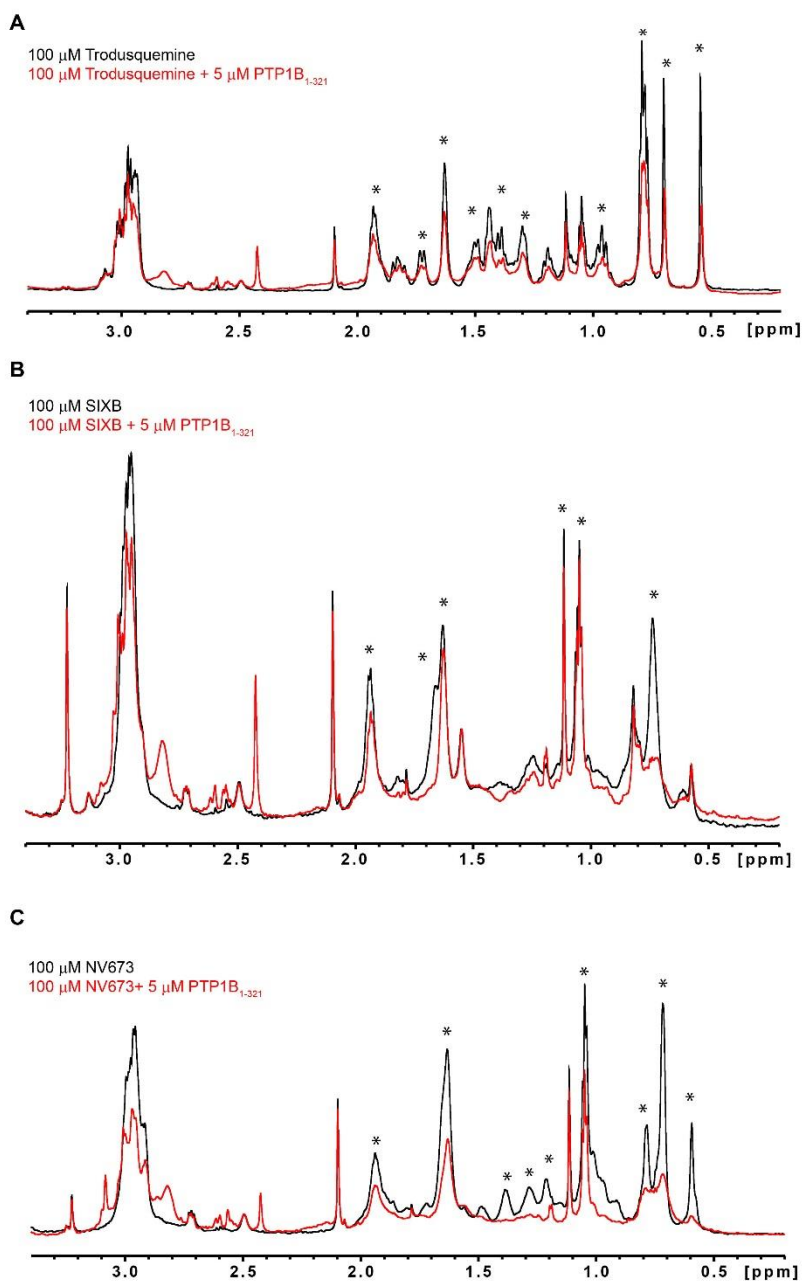 A
100 μM Trodusquemine
100 μM Trodusquemine + 5 μM PTP1B1-321
* * * * * * * * * *
3.0 2.5 2.0 1.5 1.0 0.5 [ppm]
B
100 μM SIXB
100 μM SIXB + 5 μM PTP1B1-321
* * * * * *
3.0 2.5 2.0 1.5 1.0 0.5 [ppm]
C
100 μM NV673
100 μM NV673+ 5 μM PTP1B1-321
* * * * * * * * *
3.0 2.5 2.0 1.5 1.0 0.5 [ppm]